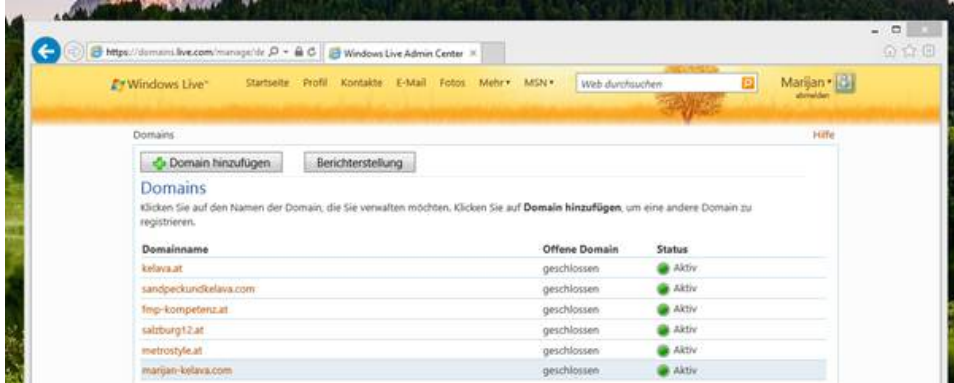 https://domains.live.com/manage/de
Windows Live Admin Center
Windows Live™
Startseite Profil Kontakte E-Mail Fotos Mehr MSN
Web durchsuchen
Marijan
abmelden
Domains
Hilfe
Domain hinzufügen
Berichterstellung
Domains
Klicken Sie auf den Namen der Domain, die Sie verwalten möchten. Klicken Sie auf Domain hinzufügen, um eine andere Domain zu
registrieren.
Domainname Offene Domain Status
kelava.at geschlossen Aktiv
sandpeckundkelava.com geschlossen Aktiv
fmp-kompetenz.at geschlossen Aktiv
salzburg12.at geschlossen Aktiv
metrostyle.at geschlossen Aktiv
marijan-kelava.com geschlossen Aktiv